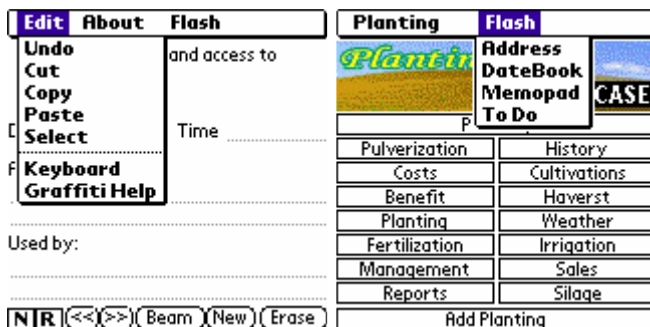 Edit About Flash
Undo
Cut
Copy
Paste
Select
Keyboard
Graffiti Help
and access to
Time
Used by:
N R << >> Beam New Erase
Planting Flash
Address
DateBook
Memopad
To Do
Plantin
CASE
Pulverization History
Costs Cultivations
Benefit Haverst
Planting Weather
Fertilization Irrigation
Management Sales
Reports Silage
Add Planting